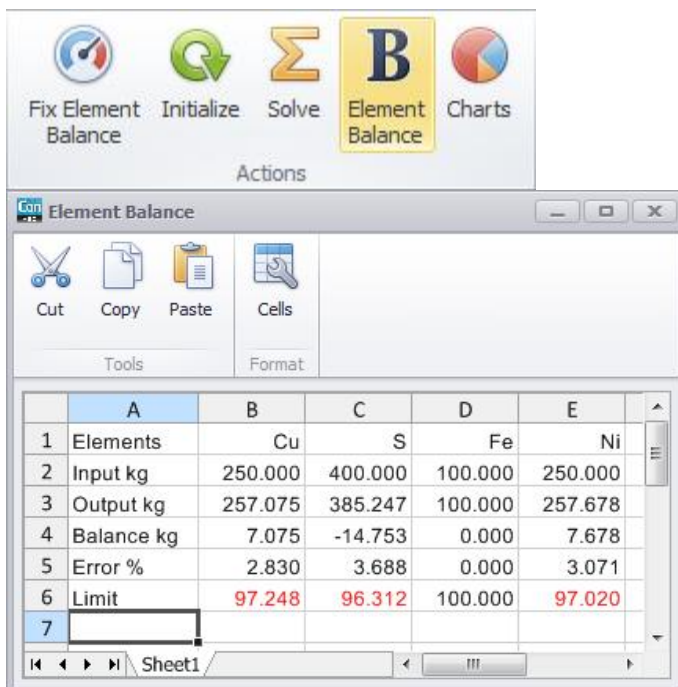 B
Fix Element Balance Initialize Solve Element Balance Charts
Actions
Con Element Balance
Cut Copy Paste Cells
Tools Format
A B C D E
1 Elements Cu S Fe Ni
2 Input kg 250.000 400.000 100.000 250.000
3 Output kg 257.075 385.247 100.000 257.678
4 Balance kg 7.075 -14.753 0.000 7.678
5 Error % 2.830 3.688 0.000 3.071
6 Limit 97.248 96.312 100.000 97.020
7
Sheet1